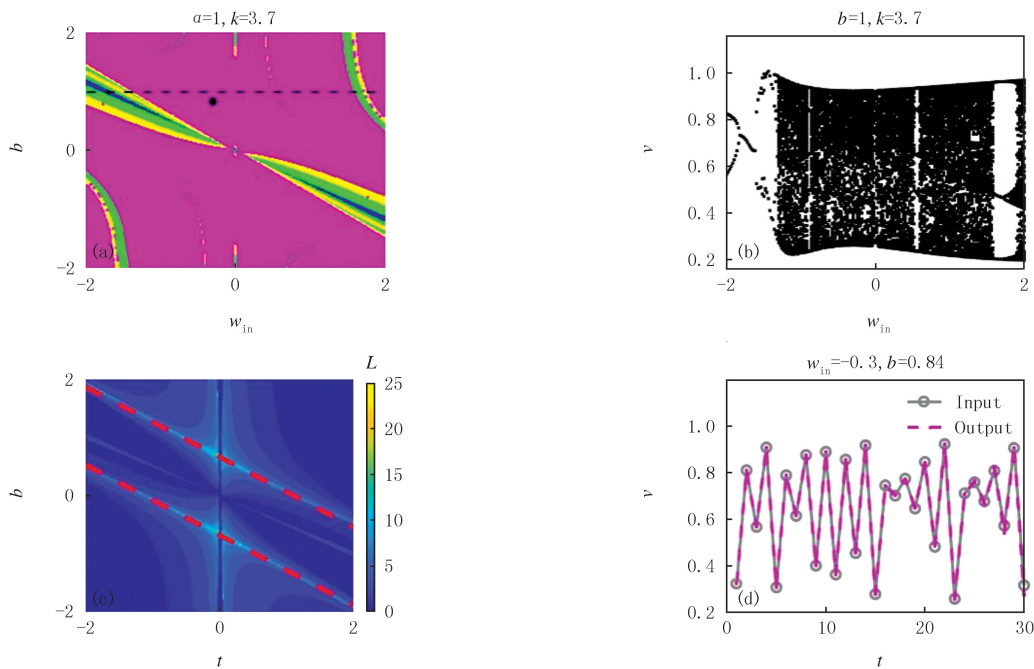 α=1, k=3.7
2
b
0
-2
(a)
-2
0
2
w_in
b=1, k=3.7
1.0
0.8
v
0.6
0.4
0.2
(b)
-2
0
2
w_in
L
2
b
0
-2
(c)
-2
0
2
t
25
20
15
10
5
0
w_in=-0.3, b=0.84
Input
Output
1.0
0.8
v
0.6
0.4
0.2
(d)
0
10
20
30
t